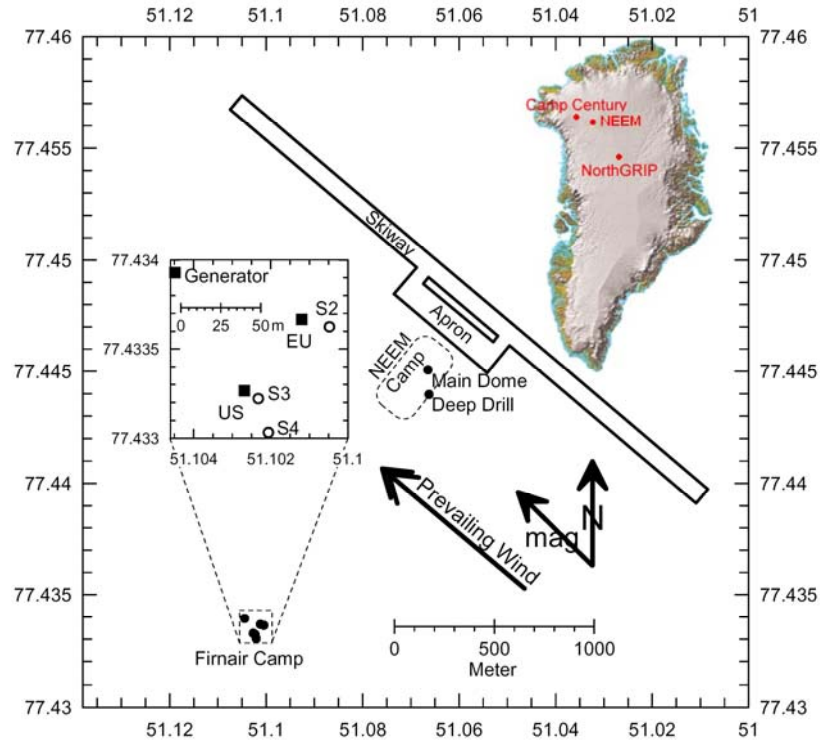 51.12 51.1 51.08 51.06 51.04 51.02 51
77.46 77.46
Camp Century
NEEM
77.455 77.455
NorthGRIP
Skiway
77.45 77.45
77.434
Generator
S2
0 25 50 m
EU
77.4335
Apron
NEEM
Camp
77.445 77.445
Main Dome
Deep Drill
S3
US
S4
77.433
51.104 51.102 51.1
77.44 77.44
Prevailing Wind
mag N
77.435 77.435
Firnair Camp
0 500 1000
Meter
77.43 77.43
51.12 51.1 51.08 51.06 51.04 51.02 51